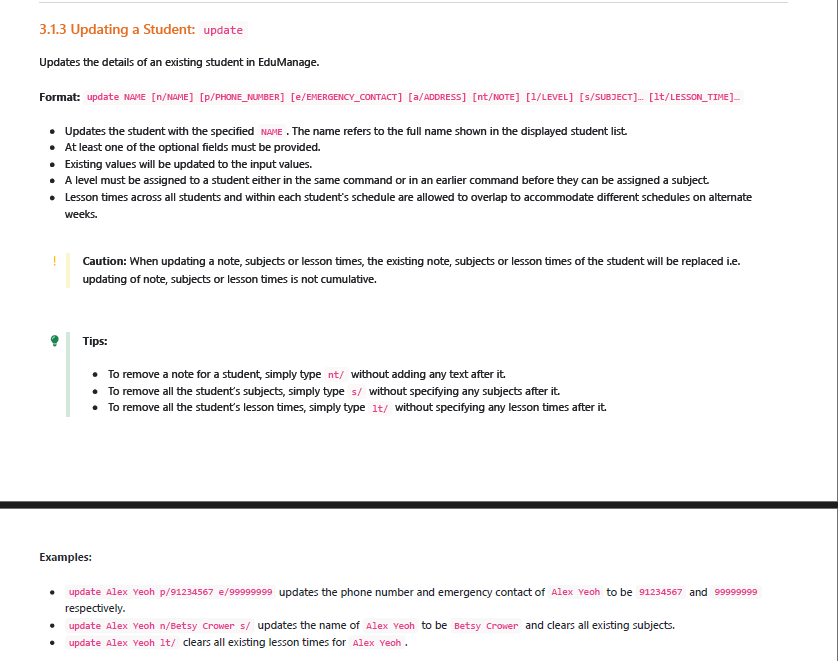 3.1.3 Updating a Student: update
Updates the details of an existing student in EduManage.
Format: update NAME [n/NAME] [p/PHONE_NUMBER] [e/EMERGENCY_CONTACT] [a/ADDRESS] [nt/NOTE] [l/LEVEL] [s/SUBJECT]… [lt/LESSON_TIME]…
• Updates the student with the specified NAME . The name refers to the full name shown in the displayed student list.
• At least one of the optional fields must be provided.
• Existing values will be updated to the input values.
• A level must be assigned to a student either in the same command or in an earlier command before they can be assigned a subject.
• Lesson times across all students and within each student's schedule are allowed to overlap to accommodate different schedules on alternate
weeks.
! Caution: When updating a note, subjects or lesson times, the existing note, subjects or lesson times of the student will be replaced i.e.
updating of note, subjects or lesson times is not cumulative.
Tips:
• To remove a note for a student, simply type nt/ without adding any text after it.
• To remove all the student's subjects, simply type s/ without specifying any subjects after it.
• To remove all the student's lesson times, simply type lt/ without specifying any lesson times after it.
Examples:
• update Alex Yeoh p/91234567 e/99999999 updates the phone number and emergency contact of Alex Yeoh to be 91234567 and 99999999
respectively.
• update Alex Yeoh n/Betsy Crower s/ updates the name of Alex Yeoh to be Betsy Crower and clears all existing subjects.
• update Alex Yeoh lt/ clears all existing lesson times for Alex Yeoh .